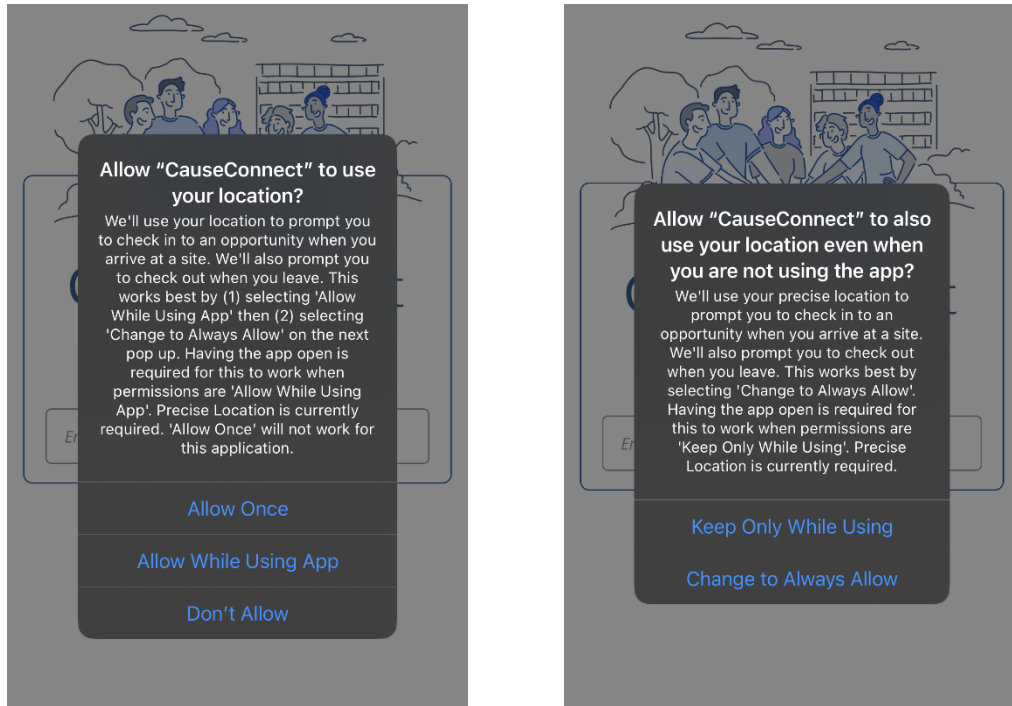 Allow “CauseConnect” to use
your location?
We'll use your location to prompt you
to check in to an opportunity when you
arrive at a site. We'll also prompt you
to check out when you leave. This
works best by (1) selecting 'Allow
While Using App' then (2) selecting
'Change to Always Allow' on the next
pop up. Having the app open is
required for this to work when
permissions are 'Allow While Using
App'. Precise Location is currently
required. 'Allow Once' will not work for
this application.
Allow Once
Allow While Using App
Don’t Allow
Allow “CauseConnect” to also
use your location even when
you are not using the app?
We'll use your precise location to
prompt you to check in to an
opportunity when you arrive at a site.
We'll also prompt you to check out
when you leave. This works best by
selecting 'Change to Always Allow'.
Having the app open is required for
this to work when permissions are
'Keep Only While Using'. Precise
Location is currently required.
Keep Only While Using
Change to Always Allow